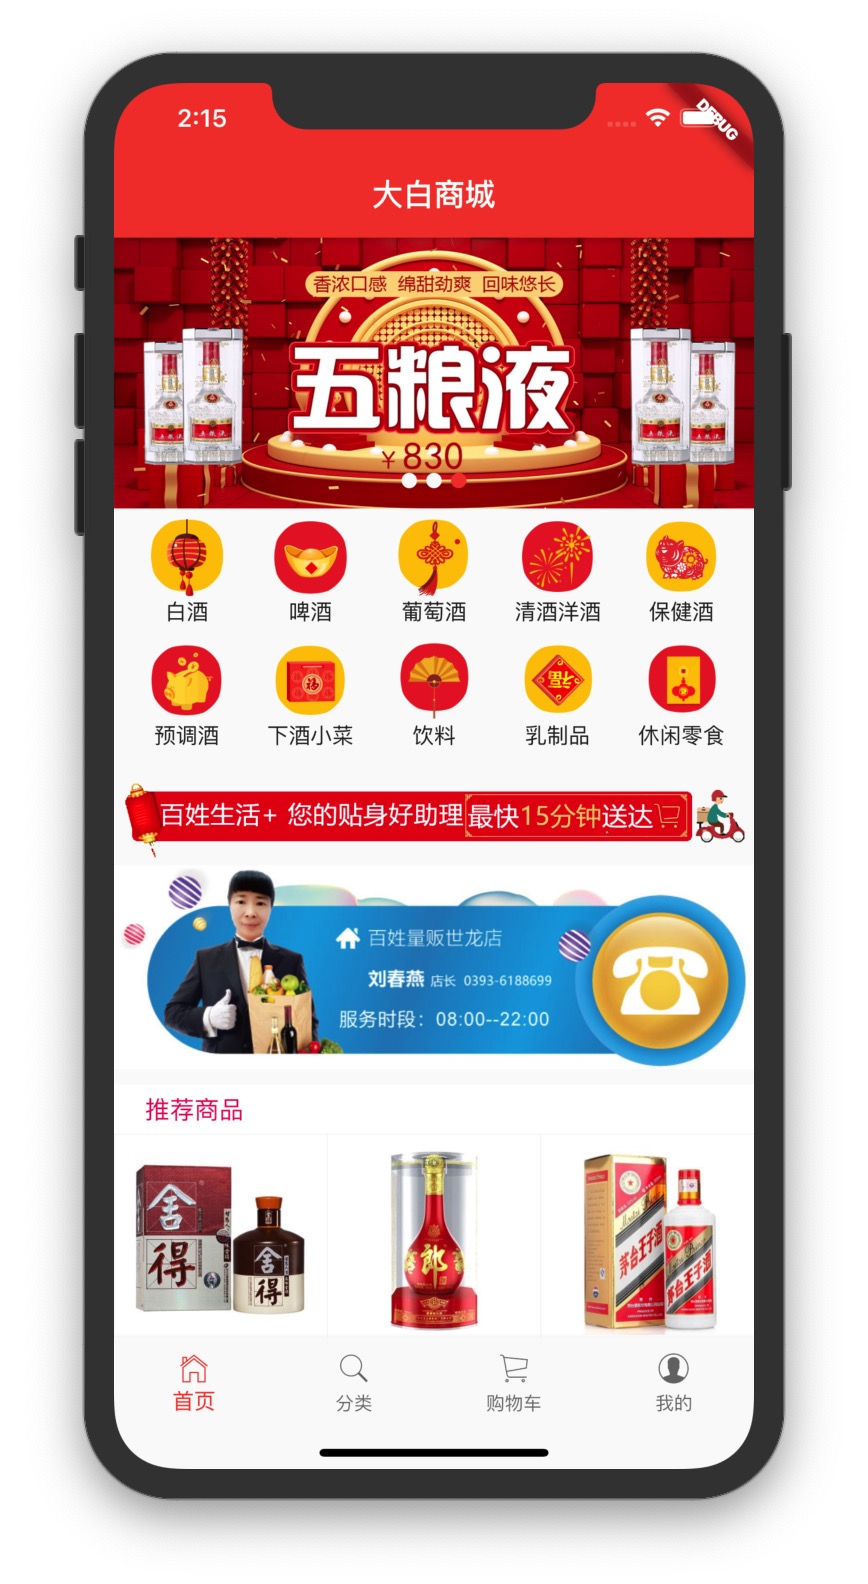 2:15
DEBUG
大白商城
香浓口感 绵甜劲爽 回味悠长
五粮液
¥830
白酒 啤酒 葡萄酒 清酒洋酒 保健酒
福
预调酒 下酒小菜 饮料 乳制品 休闲零食
百姓生活+ 您的贴身好助理 最快15分钟送达
百姓量贩世龙店
刘春燕 店长 0393-6188699
服务时段：08:00--22:00
推荐商品
舍得
舍得
郎
茅台王子酒
茅台王子酒
首页 分类 购物车 我的